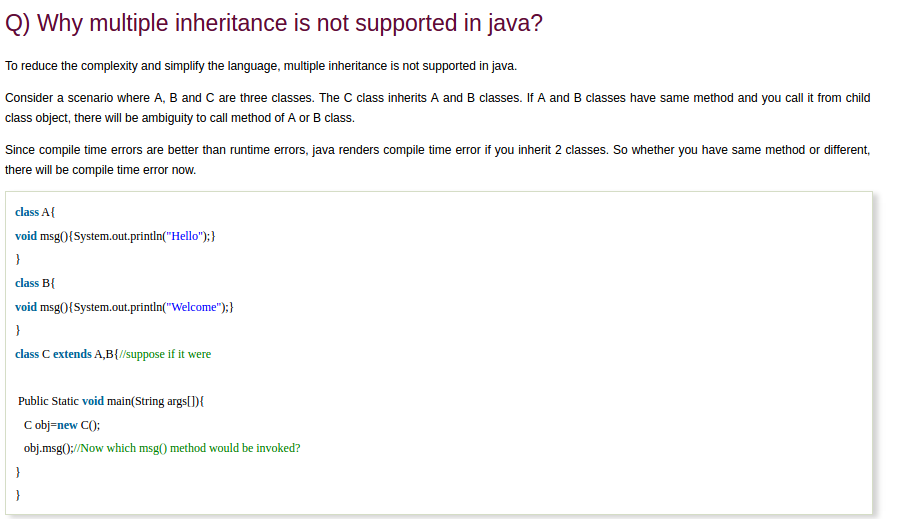 Q) Why multiple inheritance is not supported in java?
To reduce the complexity and simplify the language, multiple inheritance is not supported in java.
Consider a scenario where A, B and C are three classes. The C class inherits A and B classes. If A and B classes have same method and you call it from child
class object, there will be ambiguity to call method of A or B class.
Since compile time errors are better than runtime errors, java renders compile time error if you inherit 2 classes. So whether you have same method or different,
there will be compile time error now.
class A{
void msg(){System.out.println("Hello");}
}
class B{
void msg(){System.out.println("Welcome");}
}
class C extends A,B{//suppose if it were
Public Static void main(String args[]){
C obj=new C();
obj.msg();//Now which msg() method would be invoked?
}
}